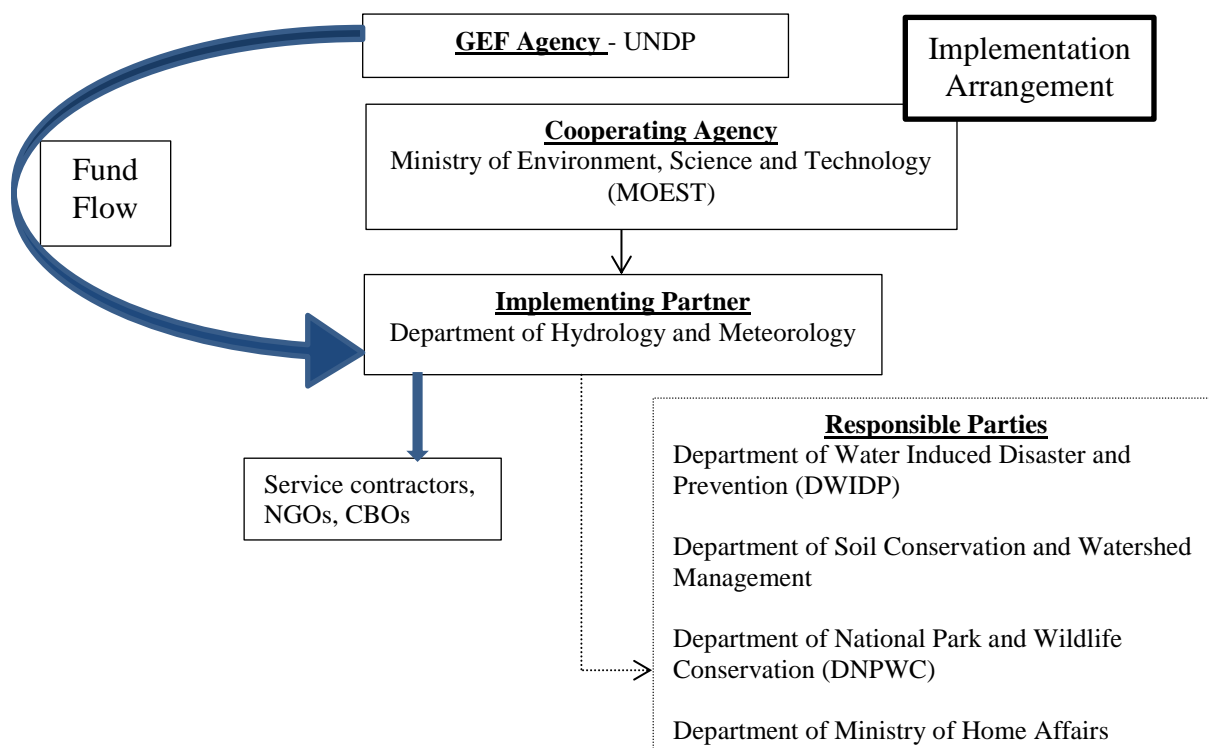 GEF Agency - UNDP
Implementation
Arrangement
Cooperating Agency
Ministry of Environment, Science and Technology
(MOEST)
Fund
Flow
Implementing Partner
Department of Hydrology and Meteorology
Service contractors,
NGOs, CBOs
Responsible Parties
Department of Water Induced Disaster and
Prevention (DWIDP)
Department of Soil Conservation and Watershed
Management
Department of National Park and Wildlife
Conservation (DNPWC)
Department of Ministry of Home Affairs